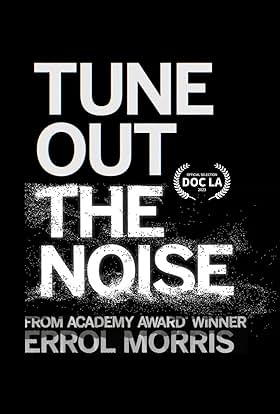 TUNE
OUT
THE
NOISE
OFFICIAL SELECTION
DOC LA
2023
FROM ACADEMY AWARD® WINNER
ERROL MORRIS